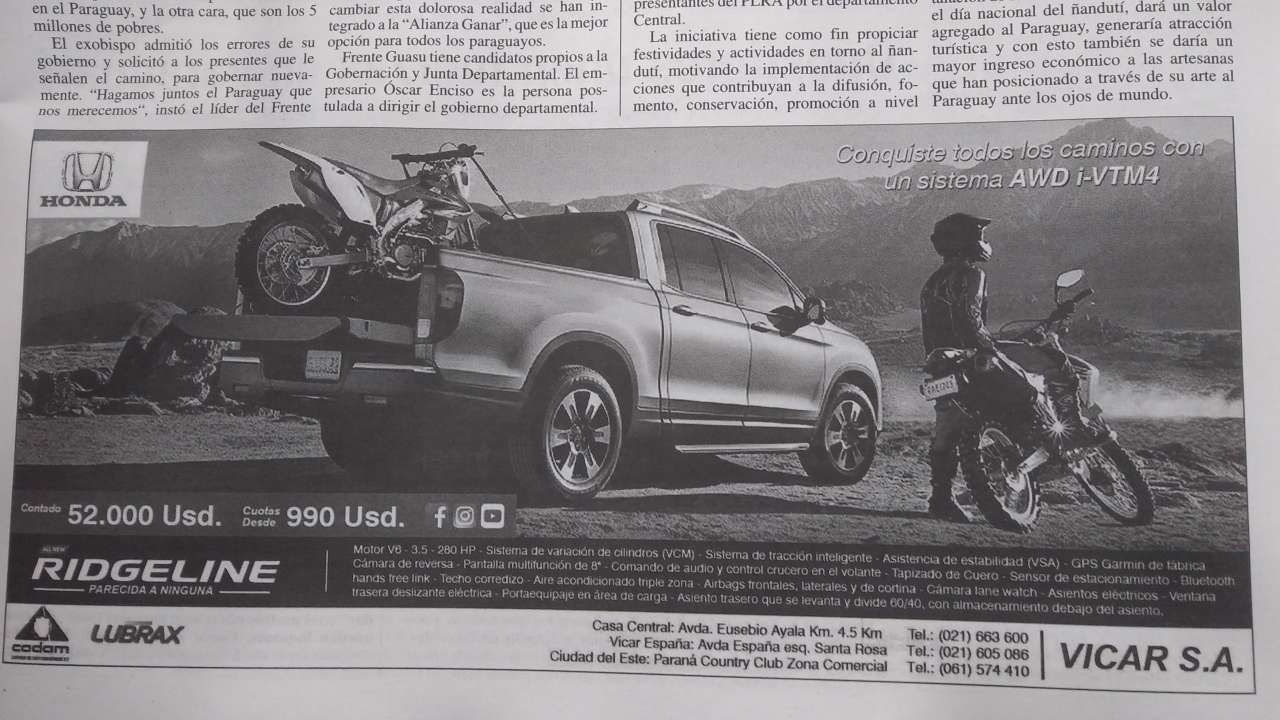 en el Paraguay, y la otra cara, que son los 5
millones de pobres.
El exobispo admitió los errores de su
gobierno y solicitó a los presentes que le
señalen el camino, para gobernar nueva-
mente. “Hagamos juntos el Paraguay que
nos merecemos“, instó el líder del Frente
cambiar esta dolorosa realidad se han in-
tegrado a la “Alianza Ganar”, que es la mejor
opción para todos los paraguayos.
Frente Guasu tiene candidatos propios a la
Gobernación y Junta Departamental. El em-
presario Óscar Enciso es la persona pos-
tulada a dirigir el gobierno departamental.
presentantes del PLRA por el departamento
Central.
La iniciativa tiene como fin propiciar
festividades y actividades en torno al ñan-
dutí, motivando la implementación de ac-
ciones que contribuyan a la difusión, fo-
mento, conservación, promoción a nivel
el día nacional del ñandutí, dará un valor
agregado al Paraguay, generaría atracción
turística y con esto también se daría un
mayor ingreso económico a las artesanas
que han posicionado a través de su arte al
Paraguay ante los ojos de mundo.
HONDA
Conquiste todos los caminos con
un sistema AWD i-VTM4
Contado 52.000 Usd. Cuotas Desde 990 Usd.
ALL NEW
RIDGELINE
PARECIDA A NINGUNA
Motor V6 - 3.5 - 280 HP - Sistema de variación de cilindros (VCM) - Sistema de tracción inteligente - Asistencia de estabilidad (VSA) - GPS Garmin de fábrica
Cámara de reversa - Pantalla multifunción de 8" - Comando de audio y control crucero en el volante - Tapizado de Cuero - Sensor de estacionamiento - Bluetooth
hands free link - Techo corredizo - Aire acondicionado triple zona - Airbags frontales, laterales y de cortina - Cámara lane watch - Asientos eléctricos - Ventana
trasera deslizante eléctrica - Portaequipaje en área de carga - Asiento trasero que se levanta y divide 60/40, con almacenamiento debajo del asiento.
cadam
LUBRAX
Casa Central: Avda. Eusebio Ayala Km. 4.5 Km Tel.: (021) 663 600
Vicar España: Avda España esq. Santa Rosa Tel.: (021) 605 086
Ciudad del Este: Paraná Country Club Zona Comercial Tel.: (061) 574 410
VICAR S.A.